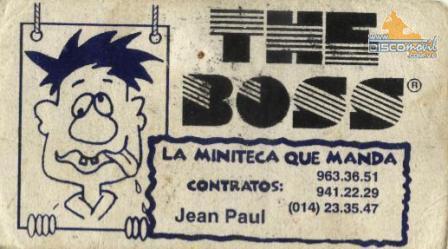 THE
BOSS®
LA MINITECA QUE MANDA
963.36.51
CONTRATOS: 941.22.29
(014) 23.35.47
Jean Paul
DISCOmóvil